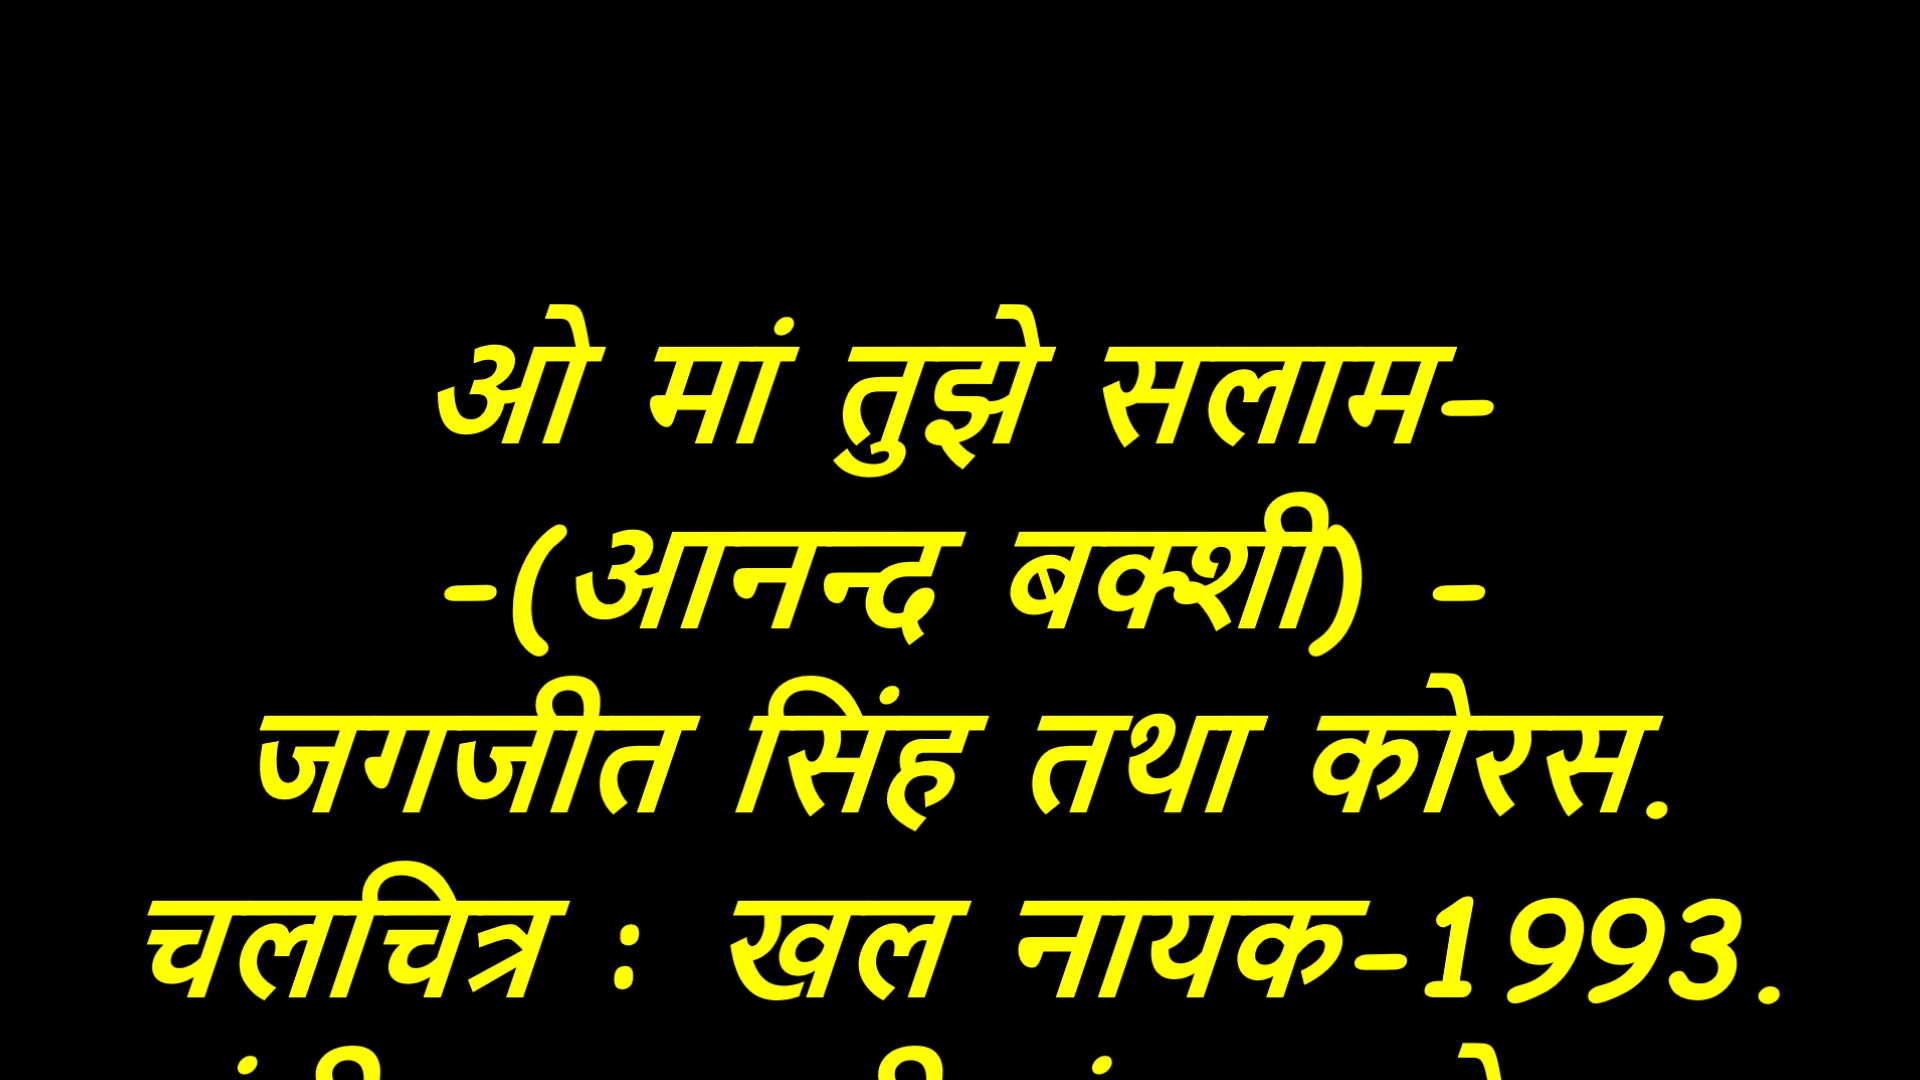 ओ मां तुझे सलाम-
-(आनन्द बक्शी) -
जगजीत सिंह तथा कोरस.
चलचित्र : खल नायक-1993.